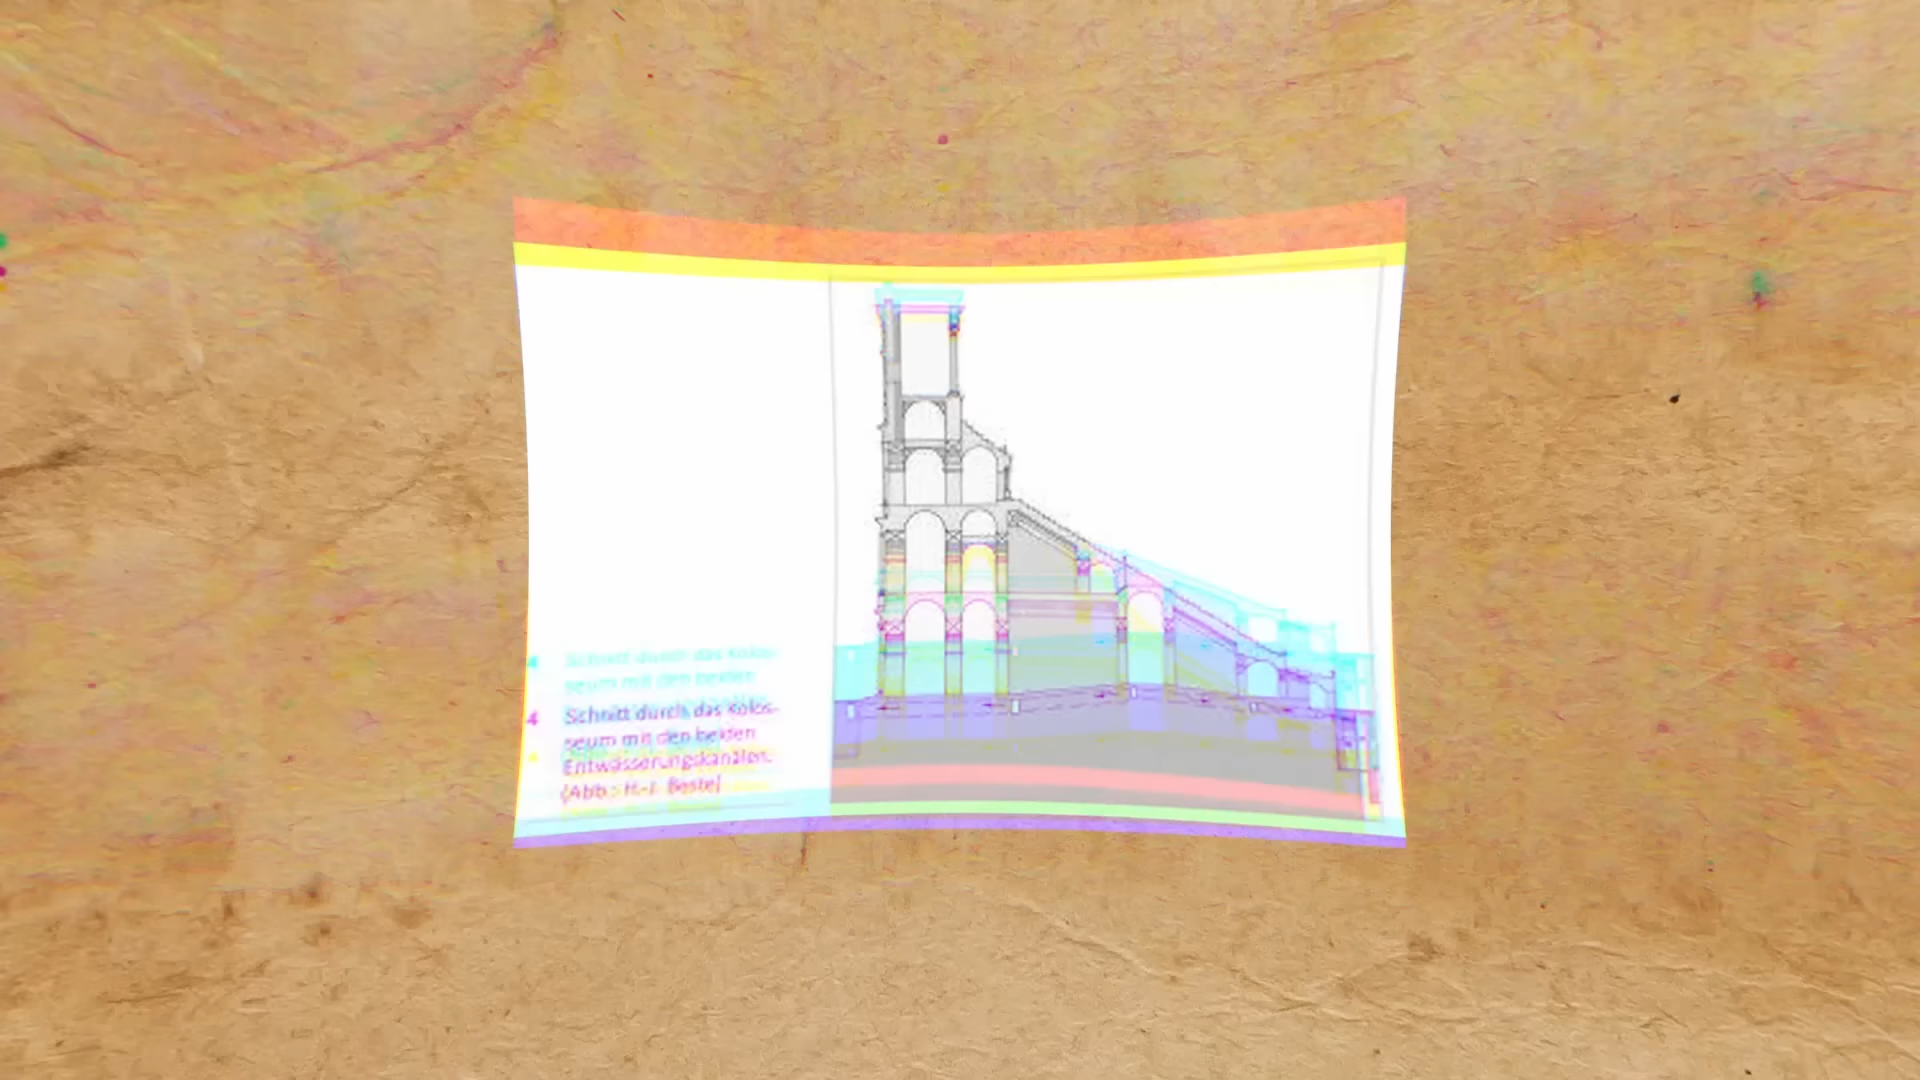 4 Schnitt durch das Kolos-
seum mit den beiden
Entwässerungskanälen.
(Abb.: H.-J. Beste)